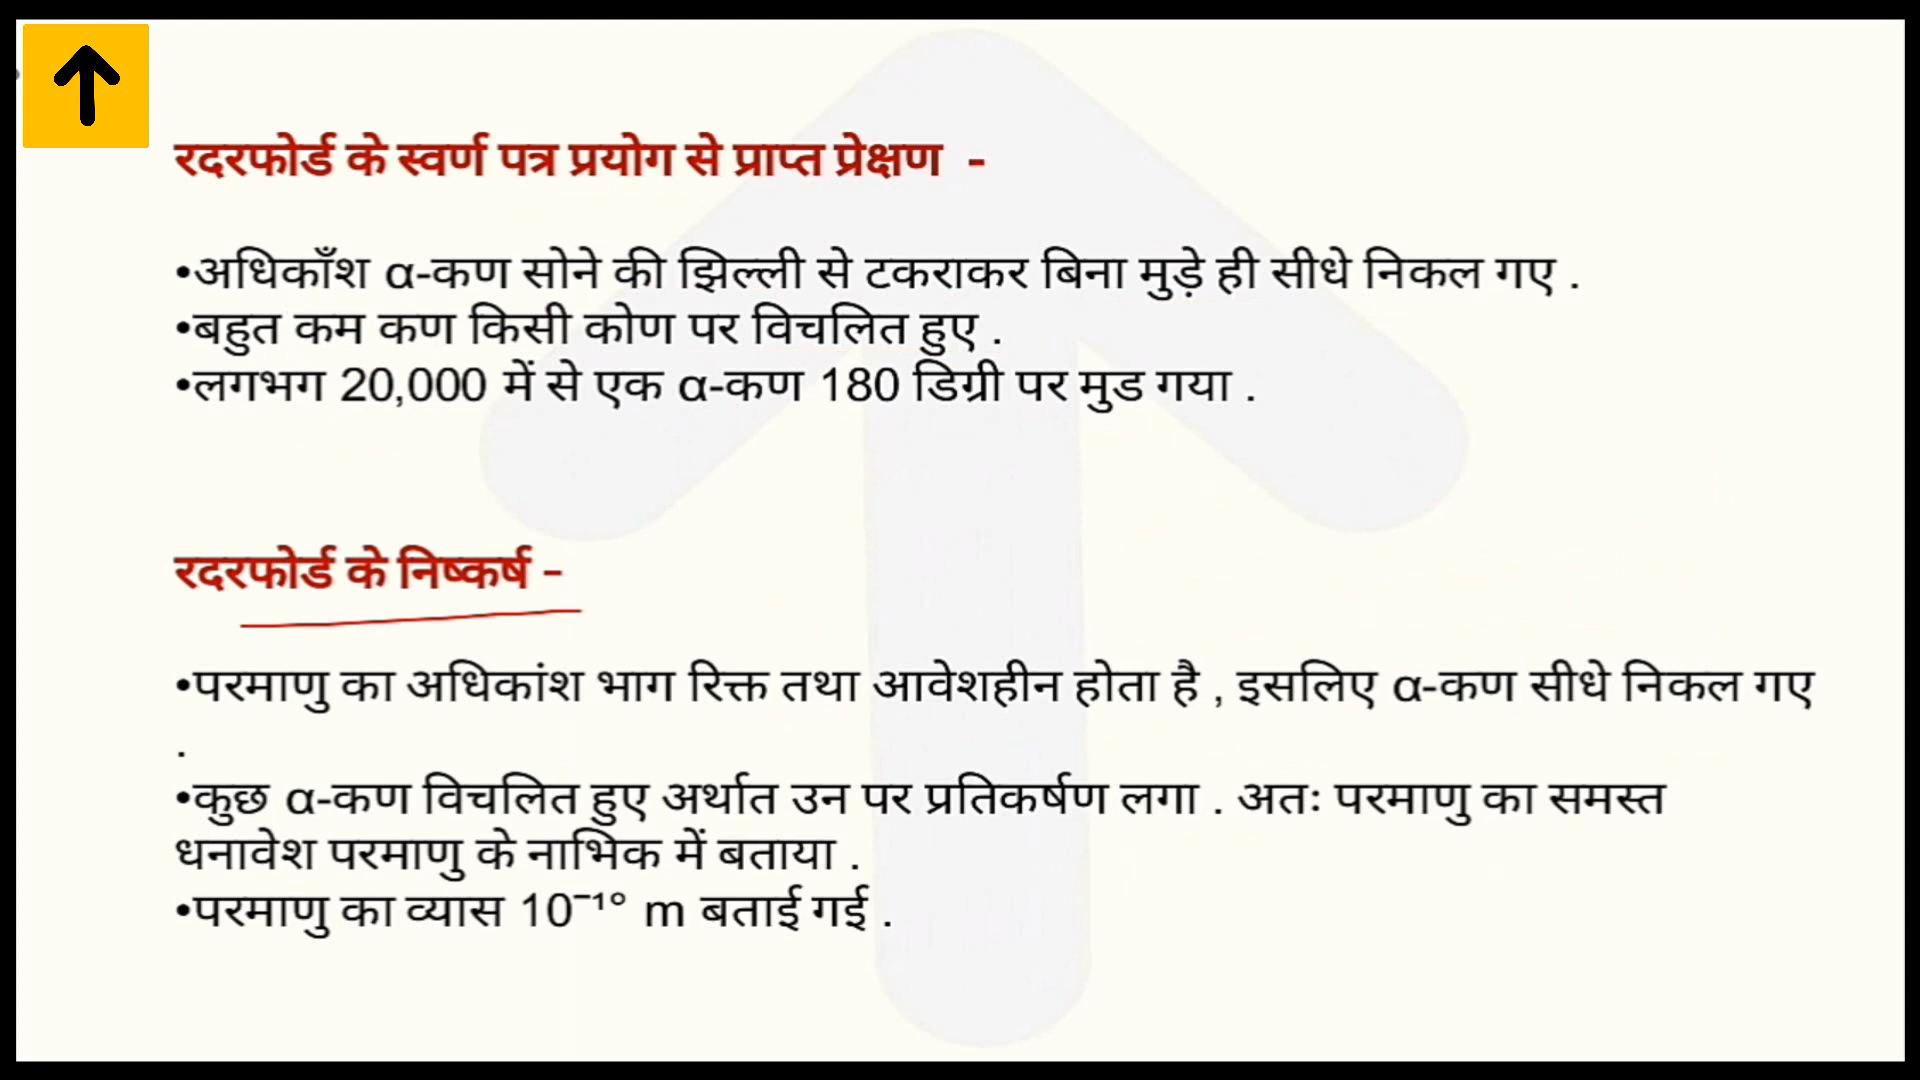 रदरफोर्ड के स्वर्ण पत्र प्रयोग से प्राप्त प्रेक्षण -
•अधिकाँश α-कण सोने की झिल्ली से टकराकर बिना मुड़े ही सीधे निकल गए .
•बहुत कम कण किसी कोण पर विचलित हुए .
•लगभग 20,000 में से एक α-कण 180 डिग्री पर मुड गया .
रदरफोर्ड के निष्कर्ष –
•परमाणु का अधिकांश भाग रिक्त तथा आवेशहीन होता है , इसलिए α-कण सीधे निकल गए
.
•कुछ α-कण विचलित हुए अर्थात उन पर प्रतिकर्षण लगा . अतः परमाणु का समस्त
धनावेश परमाणु के नाभिक में बताया .
•परमाणु का व्यास 10⁻¹° m बताई गई .